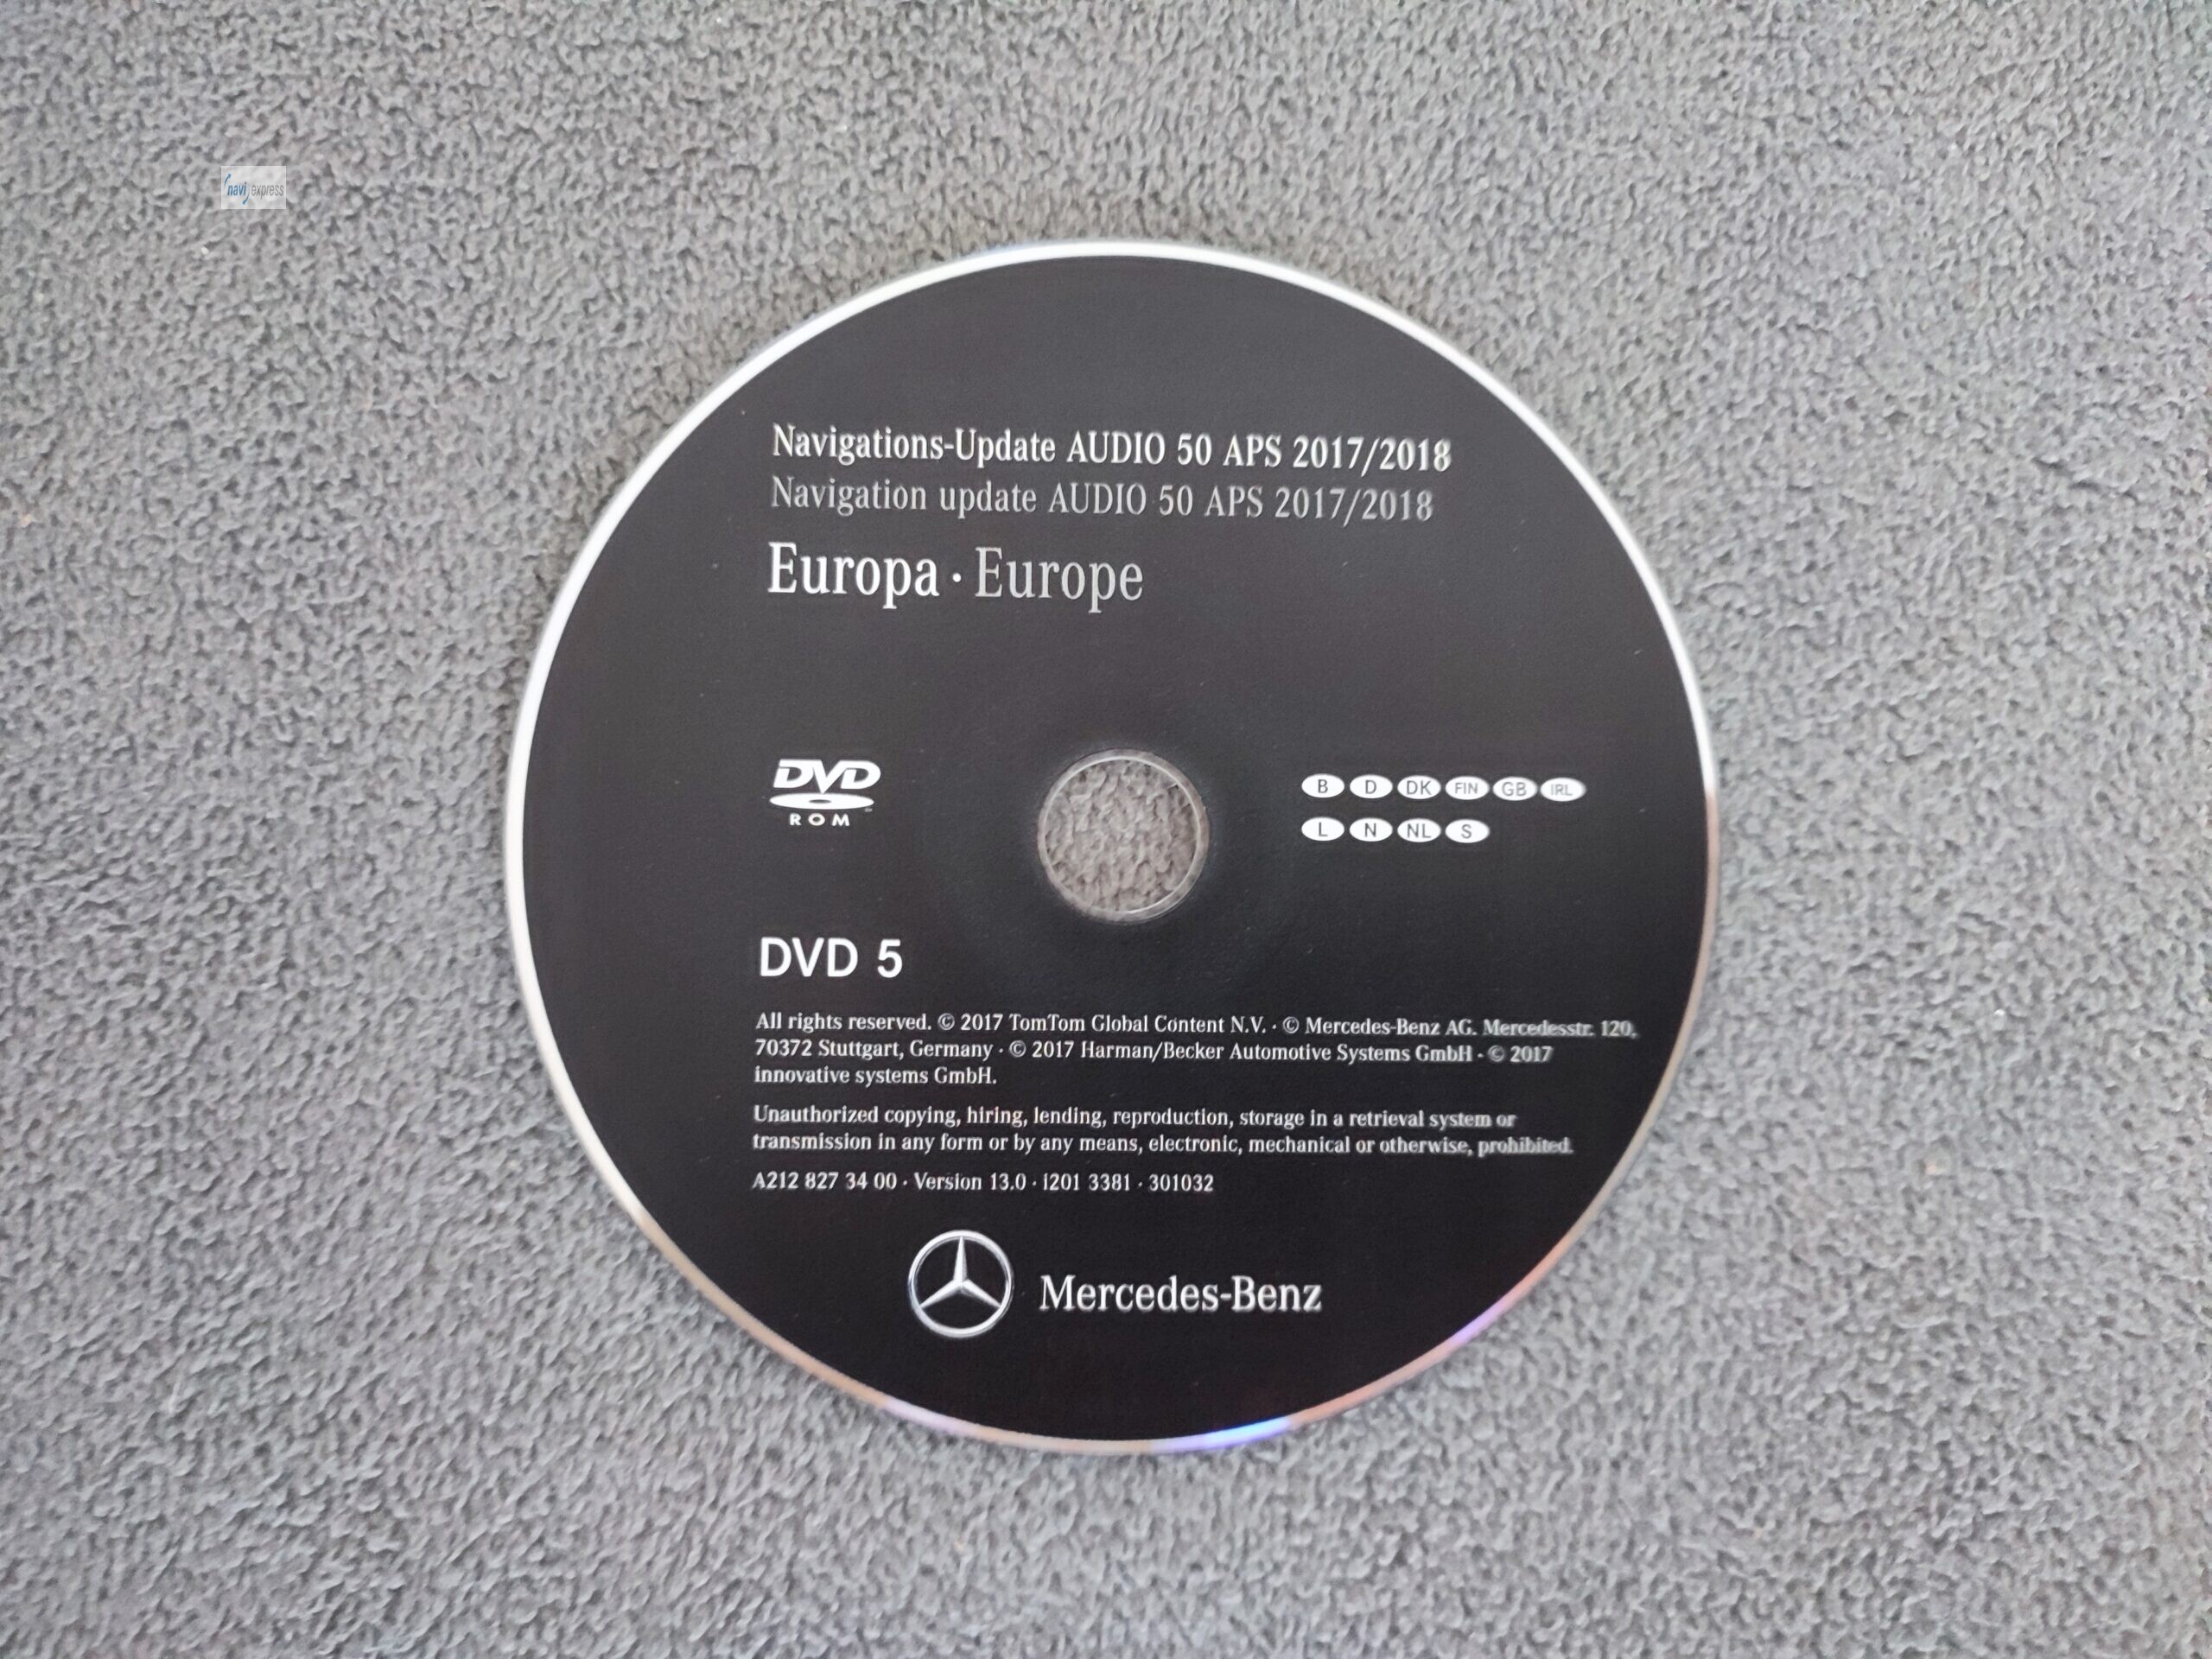 navi express
Navigations-Update AUDIO 50 APS 2017/2018
Navigation update AUDIO 50 APS 2017/2018
Europa · Europe
DVD
ROM
B D DK FIN GB IRL
L N NL S
DVD 5
All rights reserved. © 2017 TomTom Global Content N.V. · © Mercedes-Benz AG. Mercedesstr. 120,
70372 Stuttgart, Germany · © 2017 Harman/Becker Automotive Systems GmbH · © 2017
innovative systems GmbH.
Unauthorized copying, hiring, lending, reproduction, storage in a retrieval system or
transmission in any form or by any means, electronic, mechanical or otherwise, prohibited.
A212 827 34 00 · Version 13.0 · i201 3381 · 301032
Mercedes-Benz